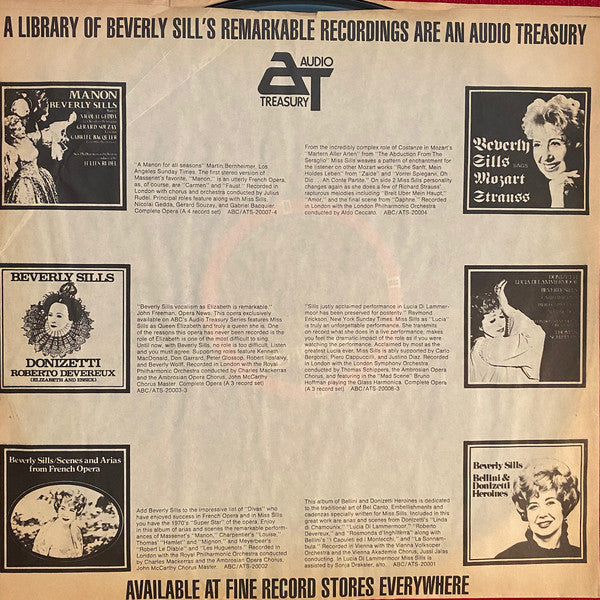 A LIBRARY OF BEVERLY SILL'S REMARKABLE RECORDINGS ARE AN AUDIO TREASURY
AUDIO
AT
TREASURY
MANON
BEVERLY SILLS
NICOLAI GEDDA
GERARD SOUZAY
GABRIEL BACQUIER
JULIUS RUDEL
"A Manon for all seasons" Martin Bernheimer, Los
Angeles Sunday Times. The first stereo version of
Massenet's favorite, "Manon" is an utterly French Opera,
as, of course, are "Carmen" and "Faust". Recorded in
London with chorus and orchestra conducted by Julius
Rudel. Principal roles feature along with Miss Sills,
Nicolai Gedda, Gerard Souzay, and Gabriel Bacquier.
Complete Opera (A 4 record set) ABC/ATS-20007-4
From the incredibly complex role of Costanze in Mozart's
"Martern Aller Arten" from "The Abduction From The
Seraglio" Miss Sills weaves a pattern of enchantment for
the listener on other Mozart works "Ruhe Sanft, Mein
Holdes Leben," from "Zaide" and "Vorrei Spiegarvi, Oh
Dio . . . Ah Conte Partite." On side 2 Miss Sills personality
changes again as she does a few of Richard Straus'.
rapturous melodies including "Breit Uber Mein Haupt,"
"Amor," and the final scene from "Daphne." Recorded
in London with the London Philharmonic Orchestra
conducted by Aldo Ceccato. ABC/ATS-20004
Beverly
Sills
SINGS
Mozart
Strauss
BEVERLY SILLS
DONIZETTI
ROBERTO DEVEREUX
(ELIZABETH AND ESSEX)
"Beverly Sills vocalism as Elizabeth is remarkable."
John Freeman, Opera News. This opera exclusively
available on ABC's Audio Treasury Series features Miss
Sills as Queen Elizabeth and truly a queen she is. One
of the reasons this opera has never been recorded is the
role of Elizabeth is one of the most difficult to sing.
Until now, with Beverly Sills, no role is too difficult. Listen
and you must agree. Supporting roles feature Kenneth
MacDonald, Don Garrard, Peter Glossop, Robert Ilosfalvy,
and Beverly Wolff. Recorded in London with the Royal
Philharmonic Orchestra conducted by Charles Mackerras
and the Ambrosian Opera Chorus, John McCarthy
Chorus Master. Complete Opera (A 3 record set)
ABC/ATS-20003-3
"Sills justly acclaimed performance in Lucia Di Lammer-
moor has been preserved for posterity." Raymond
Erickson, New York Sunday Times. Miss Sills as "Lucia"
is truly an unforgettable performance. She transmits
on record what she does in a live performance; makes
you feel the dramatic impact of the role as if you were
watching the performance. Acclaimed by most as the
greatest Lucia ever, Miss Sills is ably supported by Carlo
Bergonzi, Piero Cappuccilli, and Justino Diaz. Recorded
in London with the London Symphony Orchestra
conducted by Thomas Schippers, the Ambrosian Opera
Chorus, and featuring in the "Mad Scene" Bruno
Hoffman playing the Glass Harmonica. Complete Opera
(A 3 record set) ABC/ATS-20006-3
DONIZETTI
LUCIA DI LAMMERMOOR
BEVERLY SILLS
Beverly Sills/Scenes and Arias
from French Opera
Add Beverly Sills to the impressive list of "Divas" who
have enjoyed success in French Opera and in Miss Sills
you have the 1970's "Super Star" of the opera. Enjoy
in this album of arias and scenes the remarkable perform-
ances of Massenet's "Manon," Charpentier's "Louise,"
Thomas' "Hamlet" and "Mignon", and Meyerbeer's
"Robert Le Diable" and "Les Huguenots". Recorded
with the Royal Philharmonic Orchestra conducted by
Charles Mackerras and the Ambrosian Opera Chorus,
John McCarthy Chorus Master. ABC/ATS-20002
This album of Bellini and Donizetti Heroines is dedicated
to the traditional art of Bel Canto, Embellishments and
cadenzas specially written for Miss Sills. Included in this
great work are arias and scenes from Donizetti's "Linda
di Chamounix," "Lucia Di Lammermoor", "Roberto
Devereux," and "Rosmonda d'Inghilterra" along with
Bellini's "I Capuleti ed i Montecchi," and "La Sonnam-
bula". Recorded in Vienna with the Vienna Volksoper
Orchestra and the Vienna Akademie Chorus, Jussi Jalas
conducting. In Lucia Di Lammermoor Miss Sills is
assisted by Sonja Draksler, alto. ABC/ATS-20001
Beverly Sills
Bellini &
Donizetti
Heroines
AVAILABLE AT FINE RECORD STORES EVERYWHERE